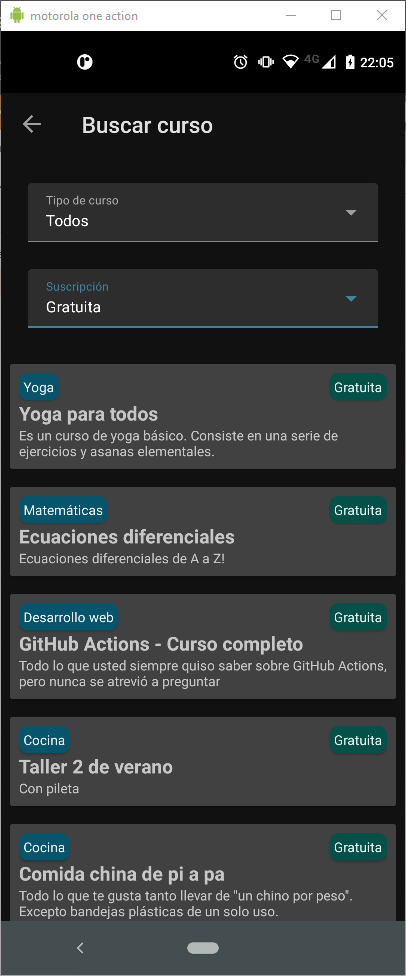 motorola one action
4G
22:05
Buscar curso
Tipo de curso
Todos
Suscripción
Gratuita
Yoga
Gratuita
Yoga para todos
Es un curso de yoga básico. Consiste en una serie de
ejercicios y asanas elementales.
Matemáticas
Gratuita
Ecuaciones diferenciales
Ecuaciones diferenciales de A a Z!
Desarrollo web
Gratuita
GitHub Actions - Curso completo
Todo lo que usted siempre quiso saber sobre GitHub Actions,
pero nunca se atrevió a preguntar
Cocina
Gratuita
Taller 2 de verano
Con pileta
Cocina
Gratuita
Comida china de pi a pa
Todo lo que te gusta tanto llevar de "un chino por peso".
Excepto bandejas plásticas de un solo uso.